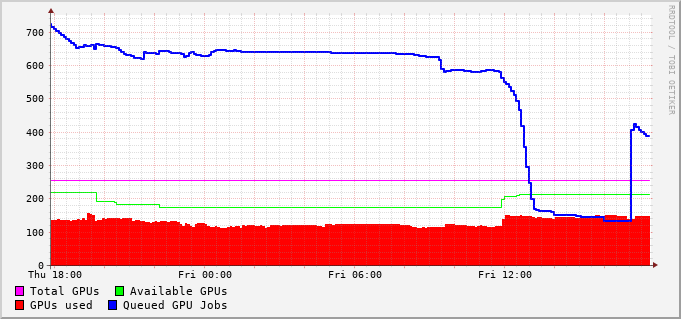 RRDTOOL / TOBI OETIKER
700
600
500
400
300
200
100
0
Thu 18:00 Fri 00:00 Fri 06:00 Fri 12:00
Total GPUs Available GPUs
GPUs used Queued GPU Jobs